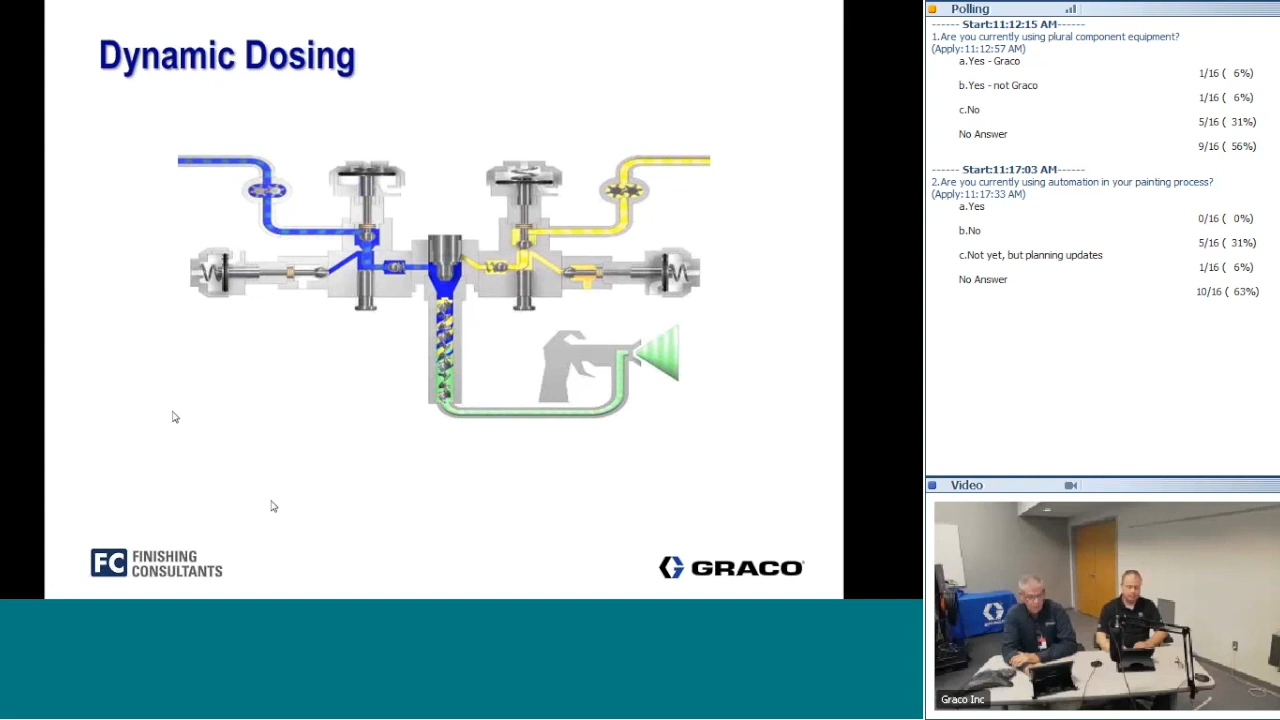 Dynamic Dosing
FC FINISHING
CONSULTANTS
GRACO
Polling
------ Start:11:12:15 AM------
1.Are you currently using plural component equipment?
(Apply:11:12:57 AM)
a.Yes - Graco
1/16 ( 6%)
b.Yes - not Graco
1/16 ( 6%)
c.No
5/16 ( 31%)
No Answer
9/16 ( 56%)
------ Start:11:17:03 AM------
2.Are you currently using automation in your painting process?
(Apply:11:17:33 AM)
a.Yes
0/16 ( 0%)
b.No
5/16 ( 31%)
c.Not yet, but planning updates
1/16 ( 6%)
No Answer
10/16 ( 63%)
Video
Graco Inc